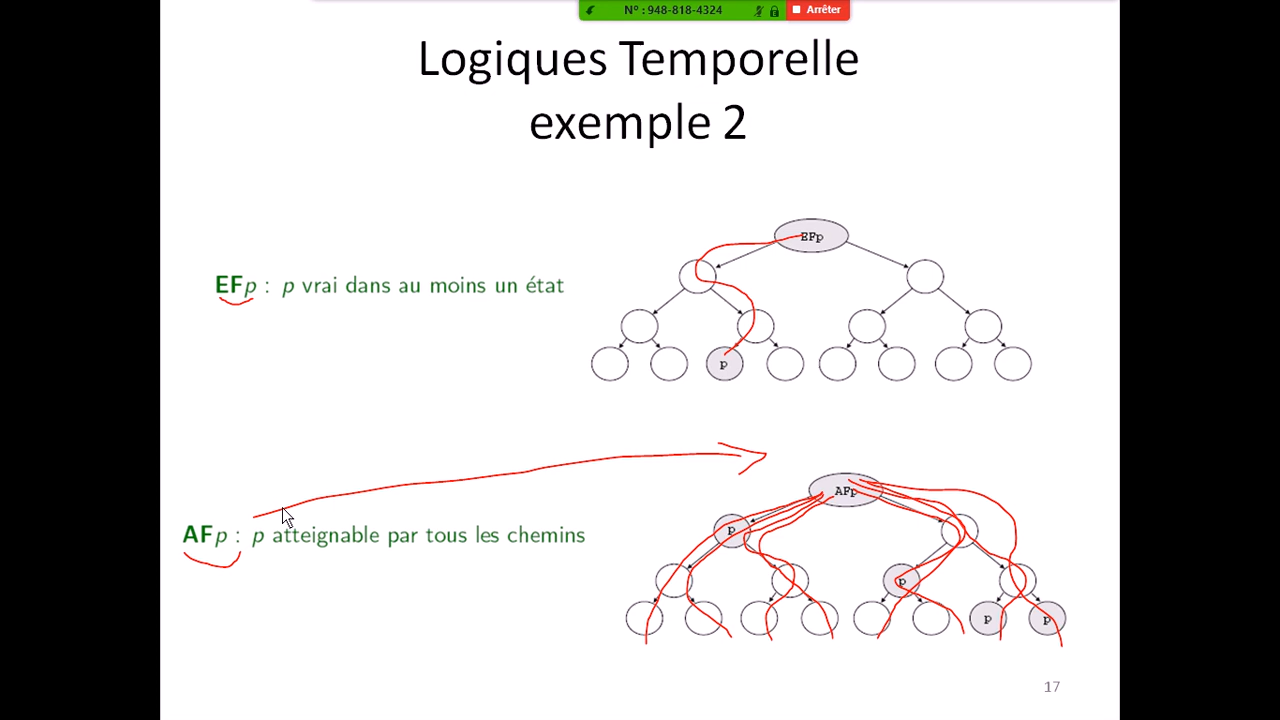 N° : 948-818-4324
Arrêter
Logiques Temporelle
exemple 2
EFp
EFp : p vrai dans au moins un état
p
AFp
p
AFp : p atteignable par tous les chemins
p
p
p
17